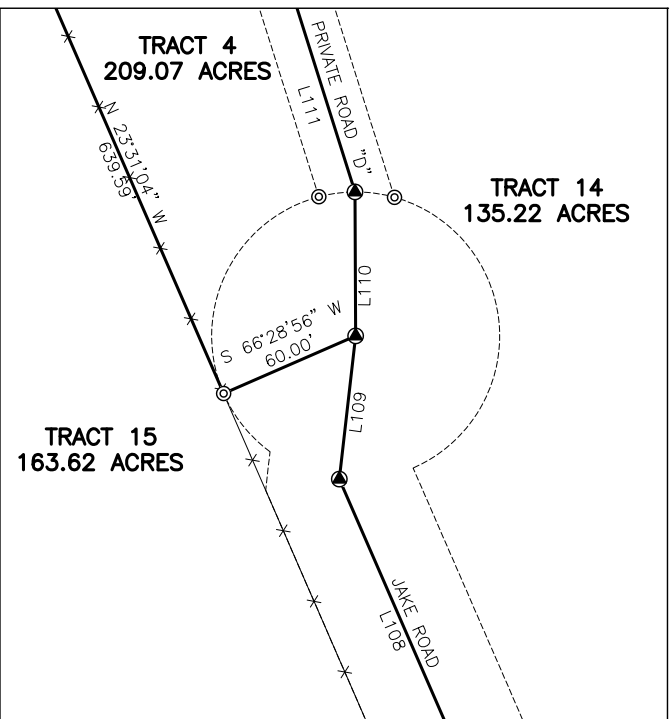 TRACT 4
209.07 ACRES
PRIVATE ROAD "D"
L111
N 23°31'04" W
639.59'
TRACT 14
135.22 ACRES
L110
S 66°28'56" W
60.00'
L109
TRACT 15
163.62 ACRES
JAKE ROAD
L108